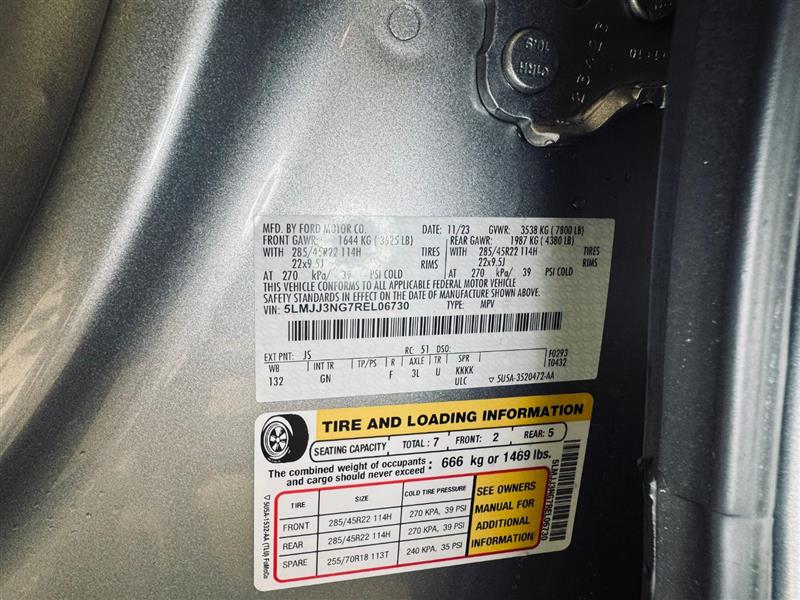 MFD. BY FORD MOTOR CO. DATE: 11/23 GVWR: 3538 KG ( 7800 LB)
FRONT GAWR: 1644 KG ( 3625 LB) REAR GAWR: 1987 KG ( 4380 LB)
WITH 285/45R22 114H TIRES WITH 285/45R22 114H TIRES
22x9.5J RIMS 22x9.5J RIMS
AT 270 kPa/ 39 PSI COLD AT 270 kPa/ 39 PSI COLD
THIS VEHICLE CONFORMS TO ALL APPLICABLE FEDERAL MOTOR VEHICLE
SAFETY STANDARDS IN EFFECT ON THE DATE OF MANUFACTURE SHOWN ABOVE.
VIN: 5LMJJ3NG7REL06730 TYPE: MPV
EXT PNT: JS RC: 51 DSO: F0293
WB INT TR TP/PS R AXLE TR SPR T0432
132 GN F 3L U KKKK
ULC ▽ 5U5A-3520472-AA
TIRE AND LOADING INFORMATION
SEATING CAPACITY TOTAL : 7 FRONT: 2 REAR: 5
The combined weight of occupants and cargo should never exceed : 666 kg or 1469 lbs.
TIRE SIZE COLD TIRE PRESSURE
FRONT 285/45R22 114H 270 KPA, 39 PSI
REAR 285/45R22 114H 270 KPA, 39 PSI
SPARE 255/70R18 113T 240 KPA, 35 PSI
SEE OWNERS
MANUAL FOR
ADDITIONAL
INFORMATION
5LMJJ3NG7REL06730